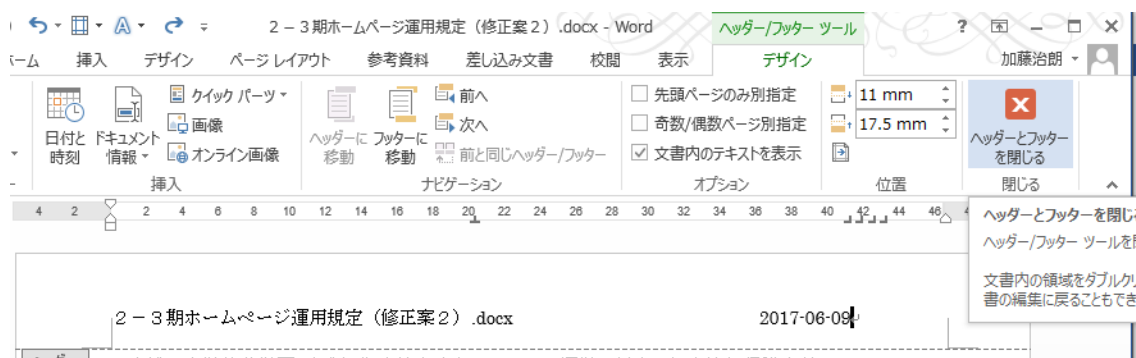 2－3期ホームページ運用規定（修正案2）.docx - Word
ヘッダー/フッター ツール
?
挿入 デザイン ページ レイアウト 参考資料 差し込み文書 校閲 表示 デザイン 加藤治朗
日付と時刻
ドキュメント情報
クイック パーツ
画像
オンライン画像
挿入
ヘッダーに移動
フッターに移動
前へ
次へ
前と同じヘッダー/フッター
ナビゲーション
先頭ページのみ別指定
奇数/偶数ページ別指定
文書内のテキストを表示
オプション
11 mm
17.5 mm
位置
ヘッダーとフッターを閉じる
閉じる
4 2 2 4 6 8 10 12 14 16 18 20 22 24 26 28 30 32 34 36 38 40 42 44 46
ヘッダーとフッターを閉じ
ヘッダー/フッター ツールを
文書内の領域をダブルク
書の編集に戻ることもでき
2－3期ホームページ運用規定（修正案2）.docx 2017-06-09